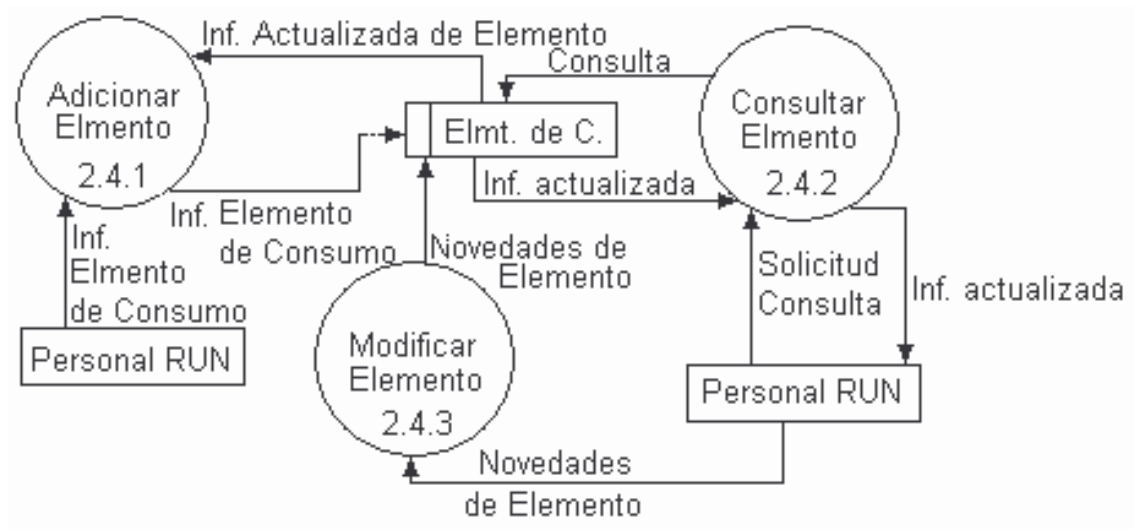 Inf. Actualizada de Elemento
Consulta
Adicionar
Elmento
2.4.1
Elmt. de C.
Consultar
Elmento
2.4.2
Inf. actualizada
Inf. Elemento
de Consumo
Inf.
Elmento
de Consumo
Novedades de
Elemento
Solicitud
Consulta
Inf. actualizada
Personal RUN
Modificar
Elemento
2.4.3
Personal RUN
Novedades
de Elemento